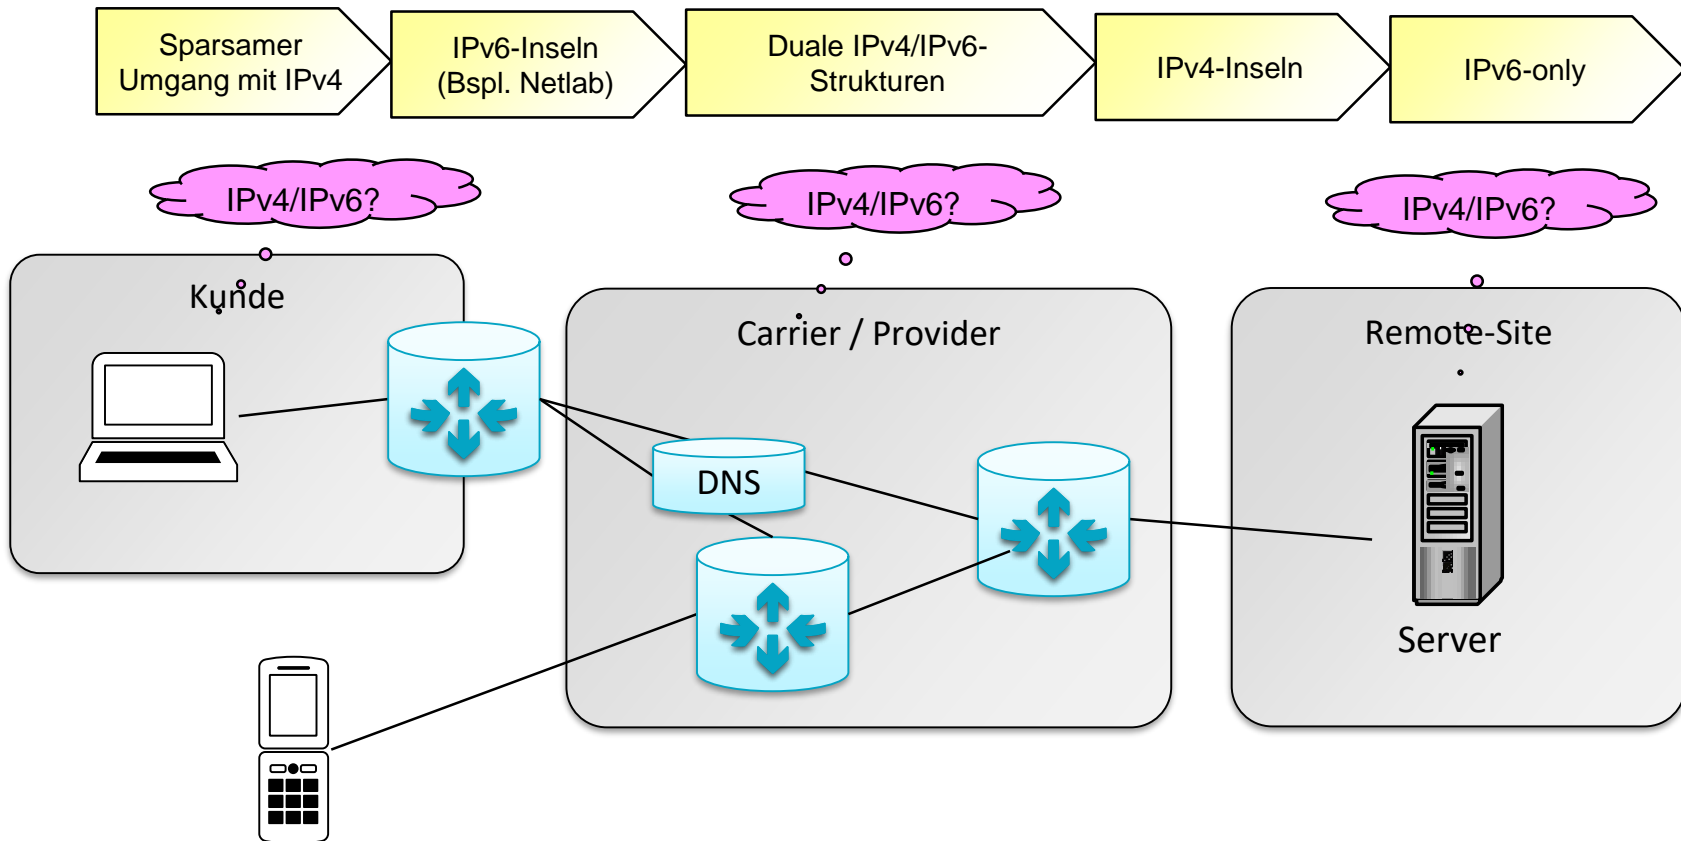 Sparsamer
Umgang mit IPv4
IPv6-Inseln
(Bspl. Netlab)
Duale IPv4/IPv6-
Strukturen
IPv4-Inseln
IPv6-only
IPv4/IPv6?
IPv4/IPv6?
IPv4/IPv6?
Kunde
Carrier / Provider
Remote-Site
DNS
Server